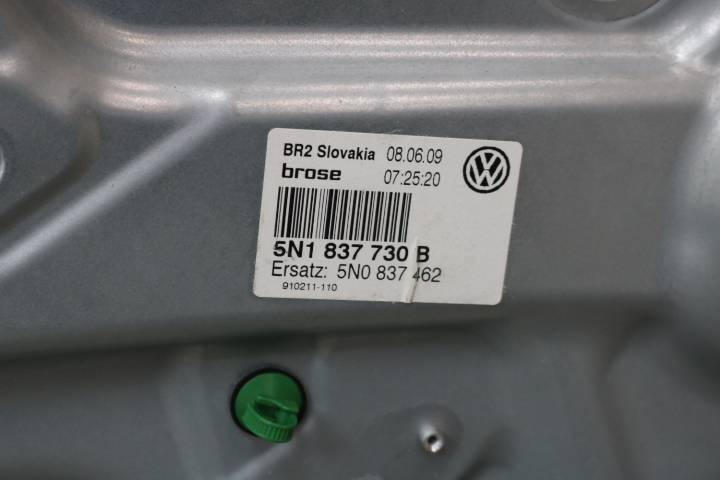 BR2 Slovakia 08.06.09
brose 07:25:20
5N1 837 730 B
Ersatz: 5N0 837 462
910211-110